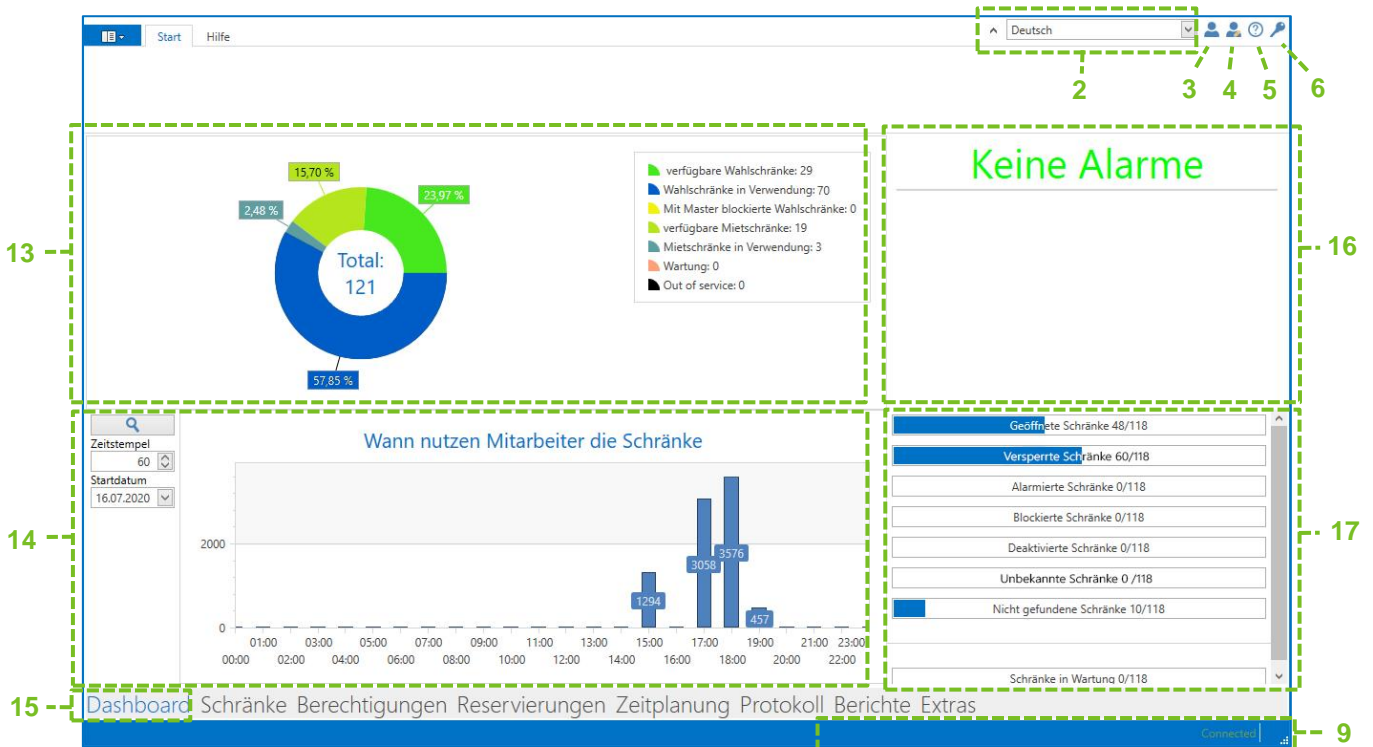 Start Hilfe
Deutsch
2 3 4 5 6
13
15,70 %
23,97 %
2,48 %
Total:
121
57,85 %
verfügbare Wahlschränke: 29
Wahlschränke in Verwendung: 70
Mit Master blockierte Wahlschränke: 0
verfügbare Mietschränke: 19
Mietschränke in Verwendung: 3
Wartung: 0
Out of service: 0
Keine Alarme
16
14
Zeitstempel
60
Startdatum
16.07.2020
Wann nutzen Mitarbeiter die Schränke
2000
0
1294
3058
3576
457
01:00 03:00 05:00 07:00 09:00 11:00 13:00 15:00 17:00 19:00 21:00 23:00
00:00 02:00 04:00 06:00 08:00 10:00 12:00 14:00 16:00 18:00 20:00 22:00
Geöffnete Schränke 48/118
Versperrte Schränke 60/118
Alarmierte Schränke 0/118
Blockierte Schränke 0/118
Deaktivierte Schränke 0/118
Unbekannte Schränke 0 /118
Nicht gefundene Schränke 10/118
Schränke in Wartung 0/118
17
15
Dashboard Schränke Berechtigungen Reservierungen Zeitplanung Protokoll Berichte Extras
Connected
9